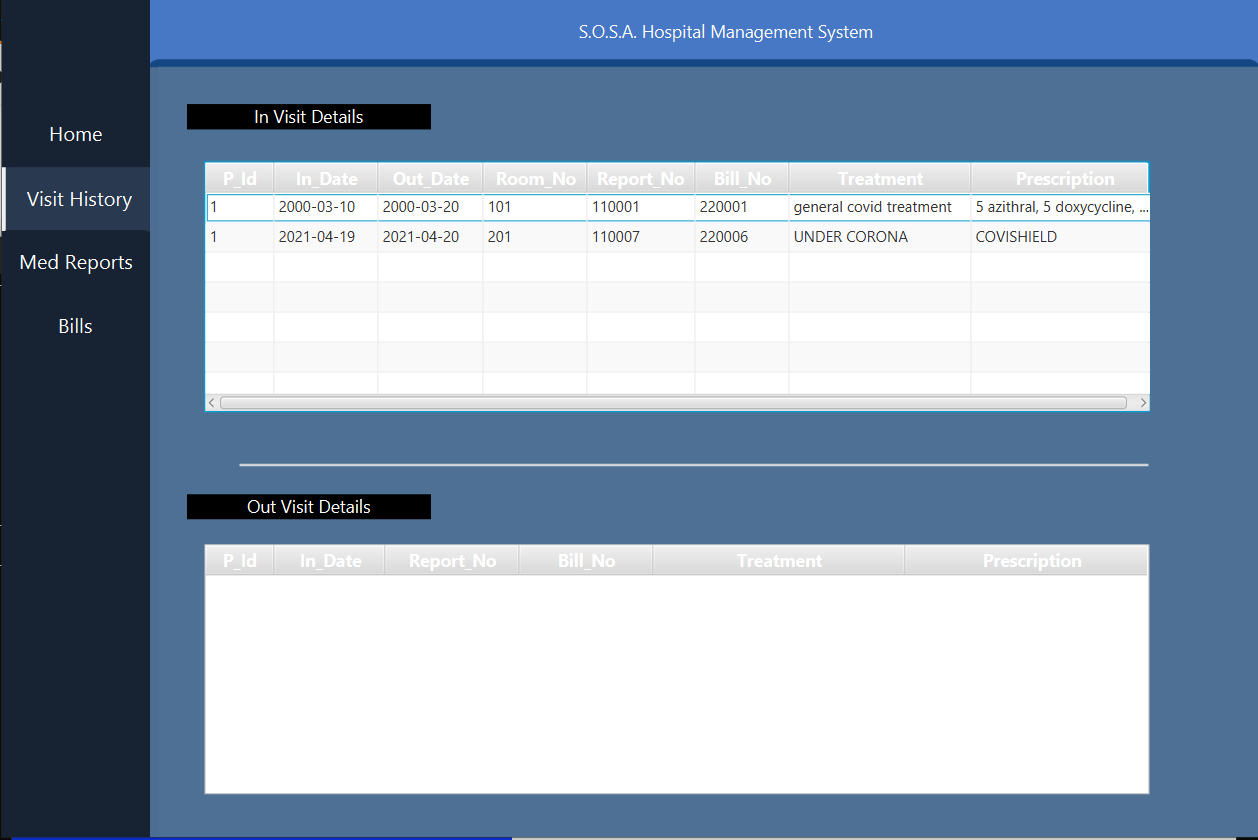 S.O.S.A. Hospital Management System
Home
Visit History
Med Reports
Bills
In Visit Details
P_Id In_Date Out_Date Room_No Report_No Bill_No Treatment Prescription
1 2000-03-10 2000-03-20 101 110001 220001 general covid treatment 5 azithral, 5 doxycycline, ...
1 2021-04-19 2021-04-20 201 110007 220006 UNDER CORONA COVISHIELD
Out Visit Details
P_Id In_Date Report_No Bill_No Treatment Prescription